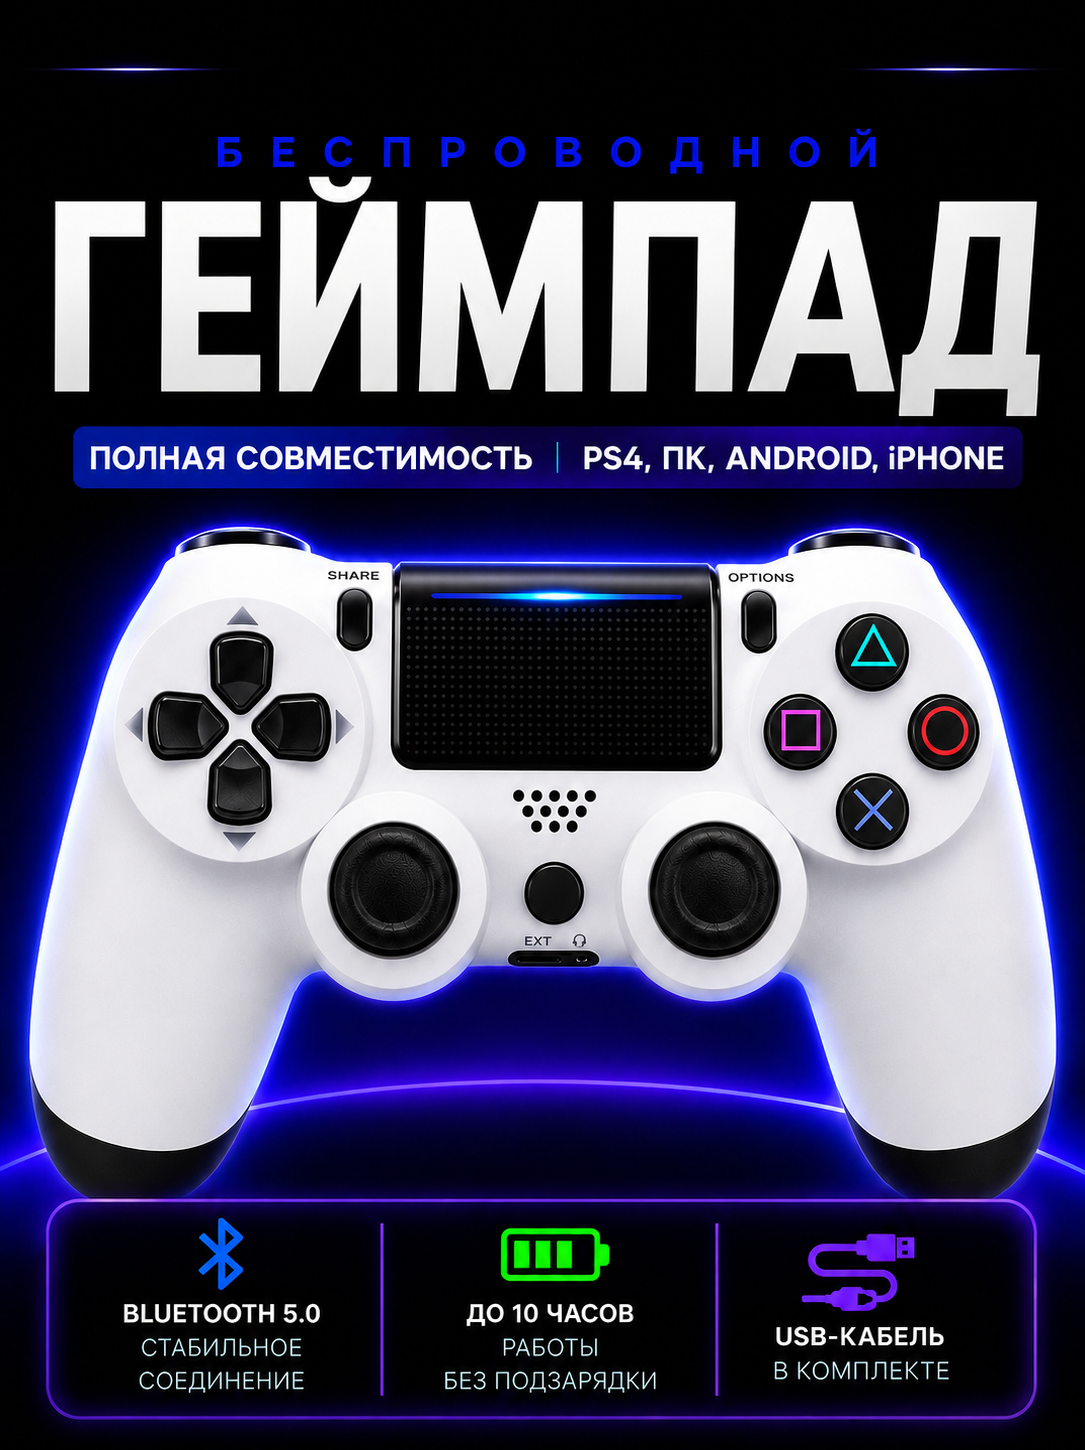 БЕСПРОВОДНОЙ
ГЕЙМПАД
ПОЛНАЯ СОВМЕСТИМОСТЬ | PS4, ПК, ANDROID, iPHONE
SHARE
OPTIONS
EXT
BLUETOOTH 5.0
СТАБИЛЬНОЕ
СОЕДИНЕНИЕ
ДО 10 ЧАСОВ
РАБОТЫ
БЕЗ ПОДЗАРЯДКИ
USB-КАБЕЛЬ
В КОМПЛЕКТЕ